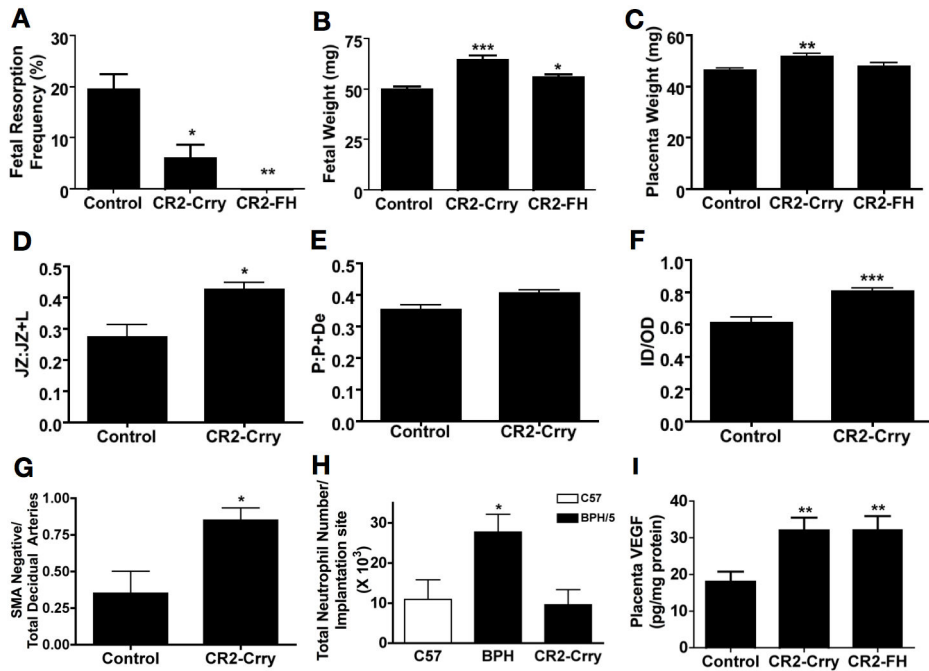 A
Fetal Resorption
Frequency (%)
30
20
10
0
*
**
Control CR2-Crry CR2-FH
B
Fetal Weight (mg)
75
50
25
0
***
*
Control CR2-Crry CR2-FH
C
Placenta Weight (mg)
60
40
20
0
**
Control CR2-Crry CR2-FH
D
JZ:JZ+L
0.5
0.4
0.3
0.2
0.1
0.0
*
Control CR2-Crry
E
P:P+De
0.5
0.4
0.3
0.2
0.1
0.0
Control CR2-Crry
F
ID/OD
1.0
0.8
0.6
0.4
0.2
0.0
***
Control CR2-Crry
G
SMA Negative/
Total Decidual Arteries
1.00
0.75
0.50
0.25
0.00
*
Control CR2-Crry
H
Total Neutrophil Number/
Implantation site
(X 10³)
30
20
10
0
*
C57
BPH/5
C57 BPH CR2-Crry
I
Placenta VEGF
(pg/mg protein)
40
30
20
10
0
**
**
Control CR2-Crry CR2-FH